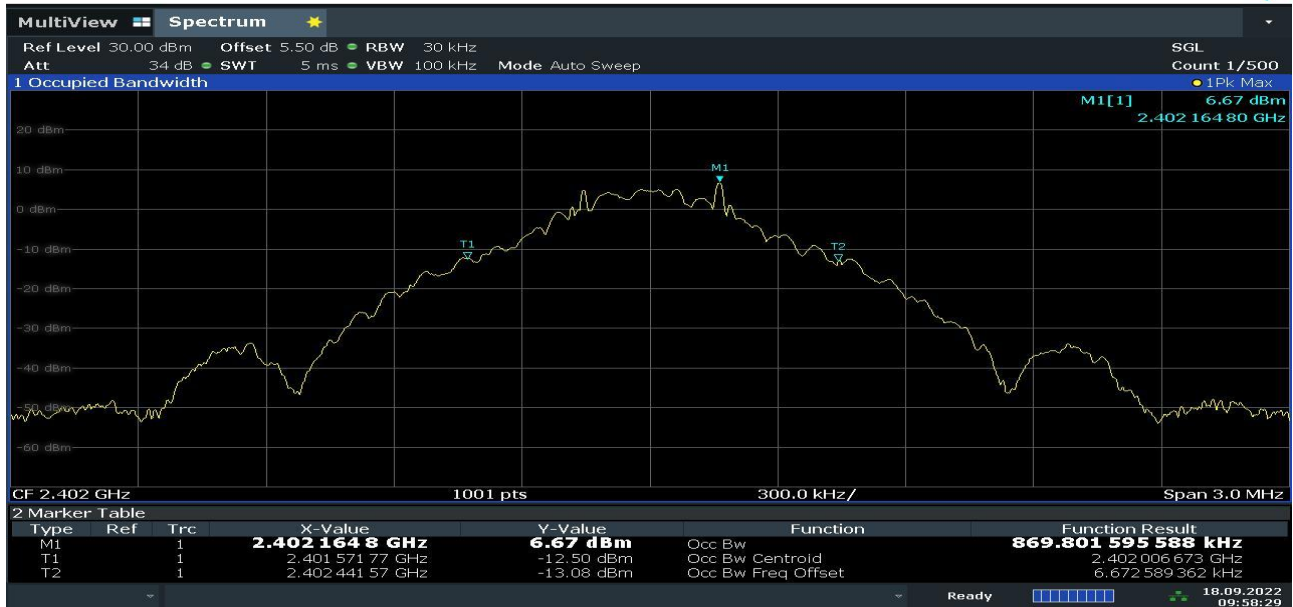 MultiView Spectrum
Ref Level 30.00 dBm Offset 5.50 dB RBW 30 kHz SGL
Att 34 dB SWT 5 ms VBW 100 kHz Mode Auto Sweep Count 1/500
1 Occupied Bandwidth 1Pk Max
M1[1] 6.67 dBm
2.402 164 80 GHz
20 dBm
10 dBm
M1
0 dBm
-10 dBm
T1
T2
-20 dBm
-30 dBm
-40 dBm
-50 dBm
-60 dBm
CF 2.402 GHz 1001 pts 300.0 kHz/ Span 3.0 MHz
2 Marker Table
Type Ref Trc X-Value Y-Value Function Function Result
M1 1 2.402 164 8 GHz 6.67 dBm Occ Bw 869.801 595 588 kHz
T1 1 2.401 571 77 GHz -12.50 dBm Occ Bw Centroid 2.402 006 673 GHz
T2 1 2.402 441 57 GHz -13.08 dBm Occ Bw Freq Offset 6.672 589 362 kHz
Ready 18.09.2022
09:58:29